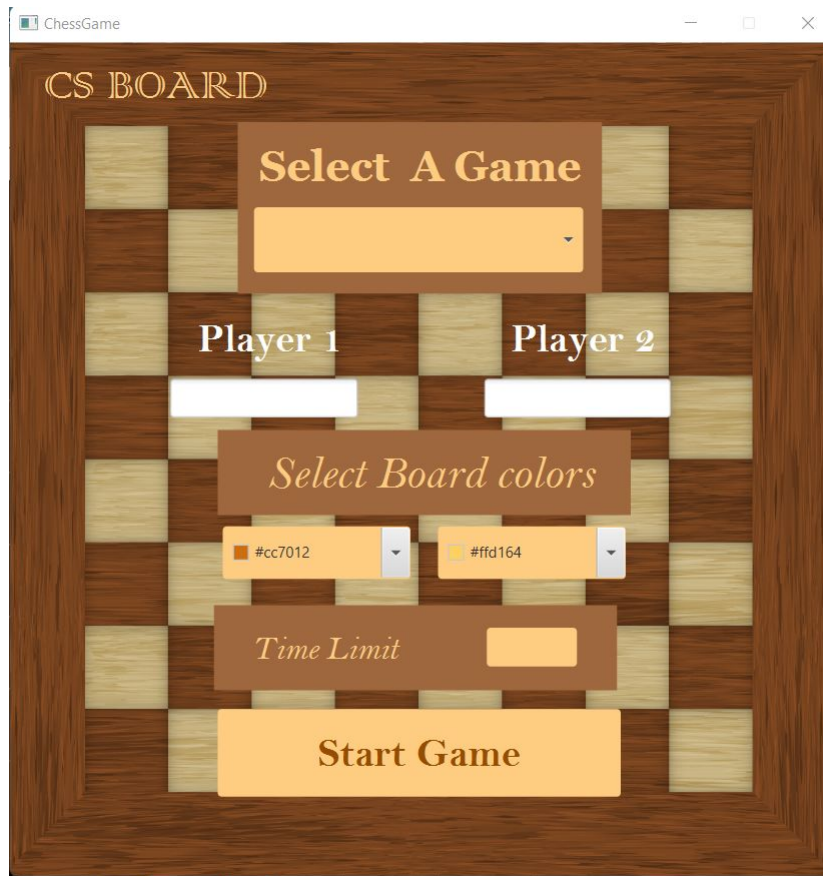 ChessGame
CS BOARD
Select A Game
Player 1 Player 2
Select Board colors
#cc7012 #ffd164
Time Limit
Start Game